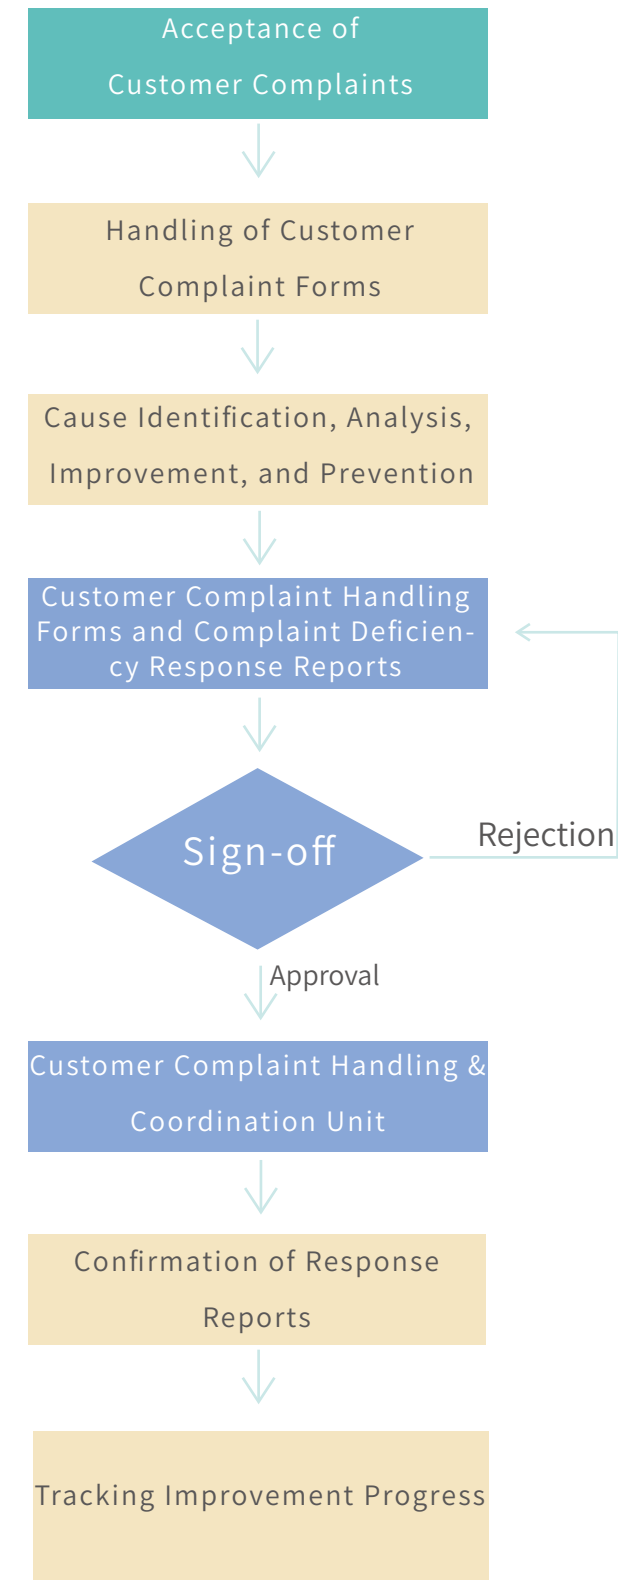 Acceptance of
Customer Complaints
Handling of Customer
Complaint Forms
Cause Identification, Analysis,
Improvement, and Prevention
Customer Complaint Handling
Forms and Complaint Deficien-
cy Response Reports
Sign-off
Rejection
Approval
Customer Complaint Handling &
Coordination Unit
Confirmation of Response
Reports
Tracking Improvement Progress